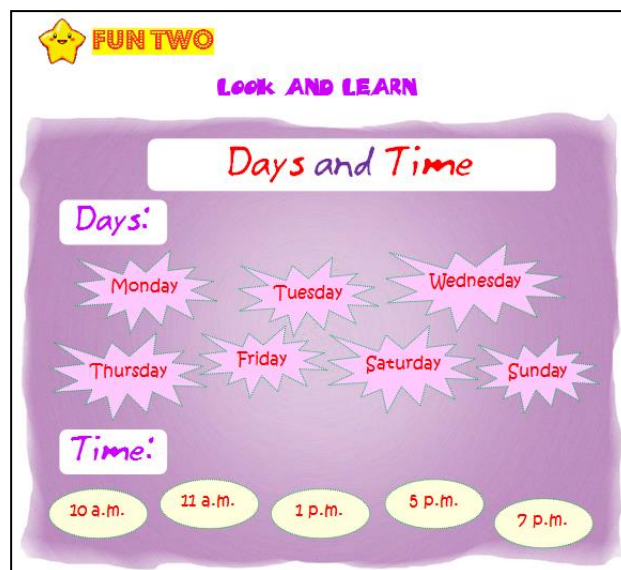 FUN TWO
LOOK AND LEARN
Days and Time
Days:
Monday Tuesday Wednesday
Thursday Friday Saturday Sunday
Time:
10 a.m. 11 a.m. 1 p.m. 5 p.m. 7 p.m.